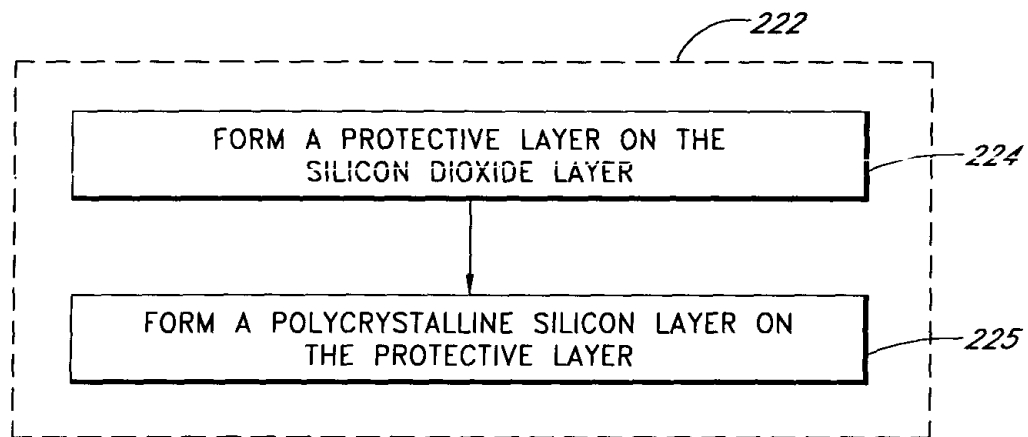 222
FORM A PROTECTIVE LAYER ON THE
SILICON DIOXIDE LAYER
224
FORM A POLYCRYSTALLINE SILICON LAYER ON
THE PROTECTIVE LAYER
225